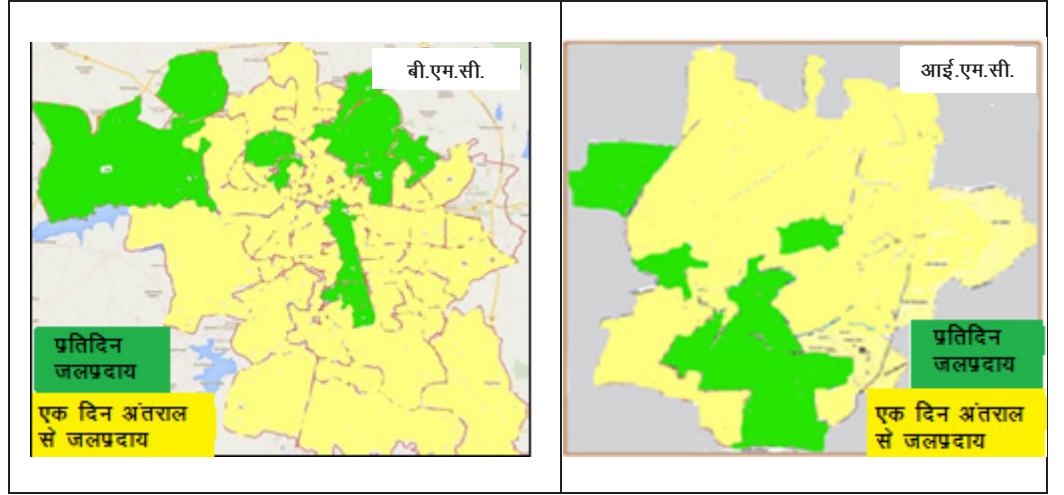 बी.एम.सी.
प्रतिदिन
जलप्रदाय
एक दिन अंतराल
से जलप्रदाय
आई.एम.सी.
प्रतिदिन
जलप्रदाय
एक दिन अंतराल
से जलप्रदाय